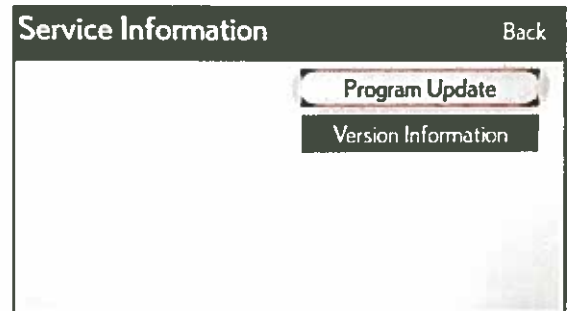 Service Information
Back
Program Update
Version Information